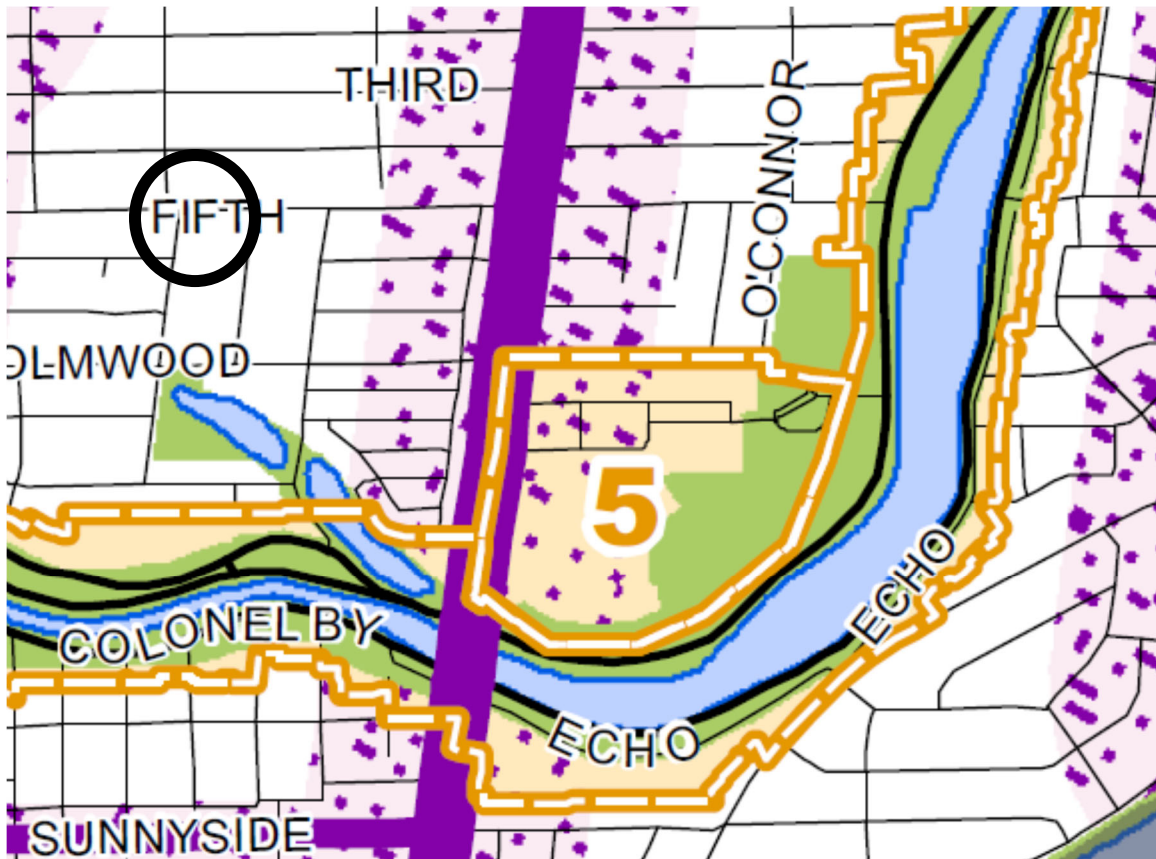 THIRD
O'CONNOR
FIFTH
OLMWOOD
5
ECHO
COLONEL BY
ECHO
SUNNYSIDE